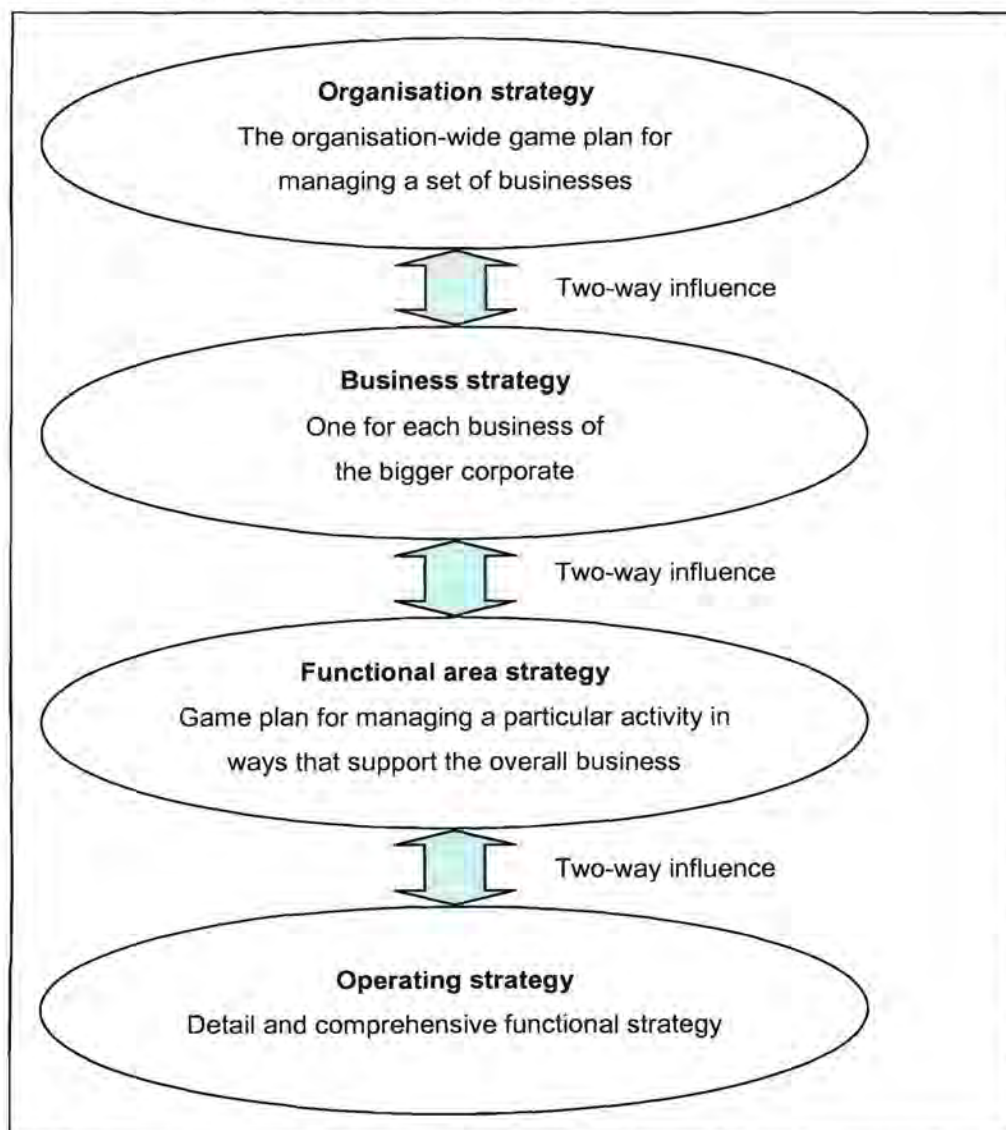 Organisation strategy
The organisation-wide game plan for
managing a set of businesses
Two-way influence
Business strategy
One for each business of
the bigger corporate
Two-way influence
Functional area strategy
Game plan for managing a particular activity in
ways that support the overall business
Two-way influence
Operating strategy
Detail and comprehensive functional strategy